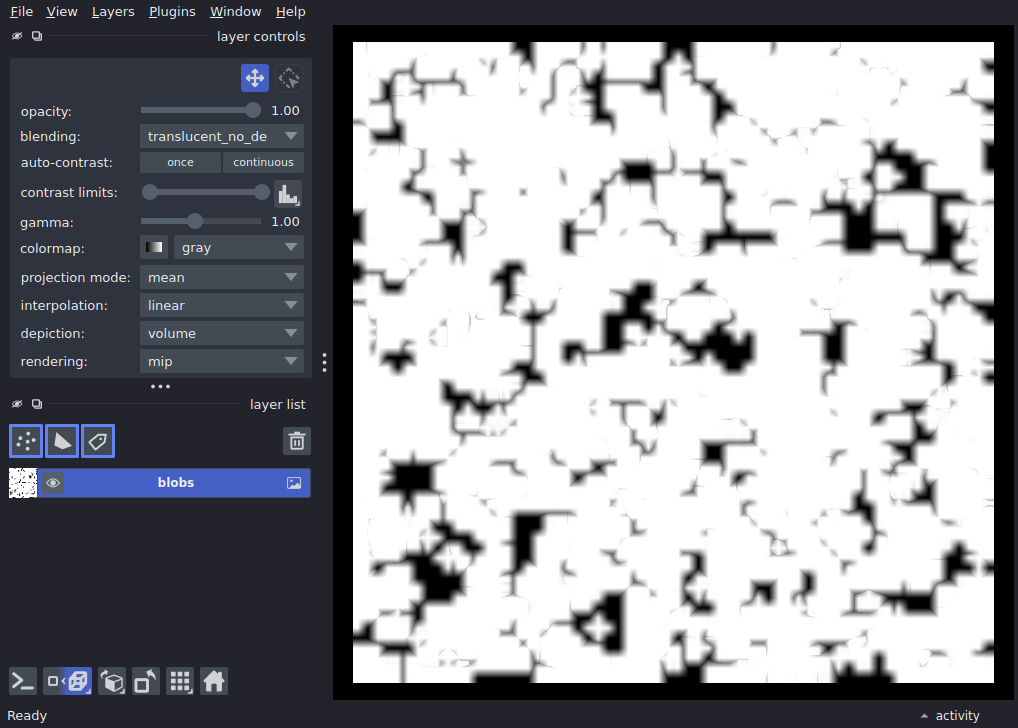 File View Layers Plugins Window Help
layer controls
opacity: 1.00
blending: translucent_no_de
auto-contrast: once continuous
contrast limits:
gamma: 1.00
colormap: gray
projection mode: mean
interpolation: linear
depiction: volume
rendering: mip
layer list
blobs
Ready activity